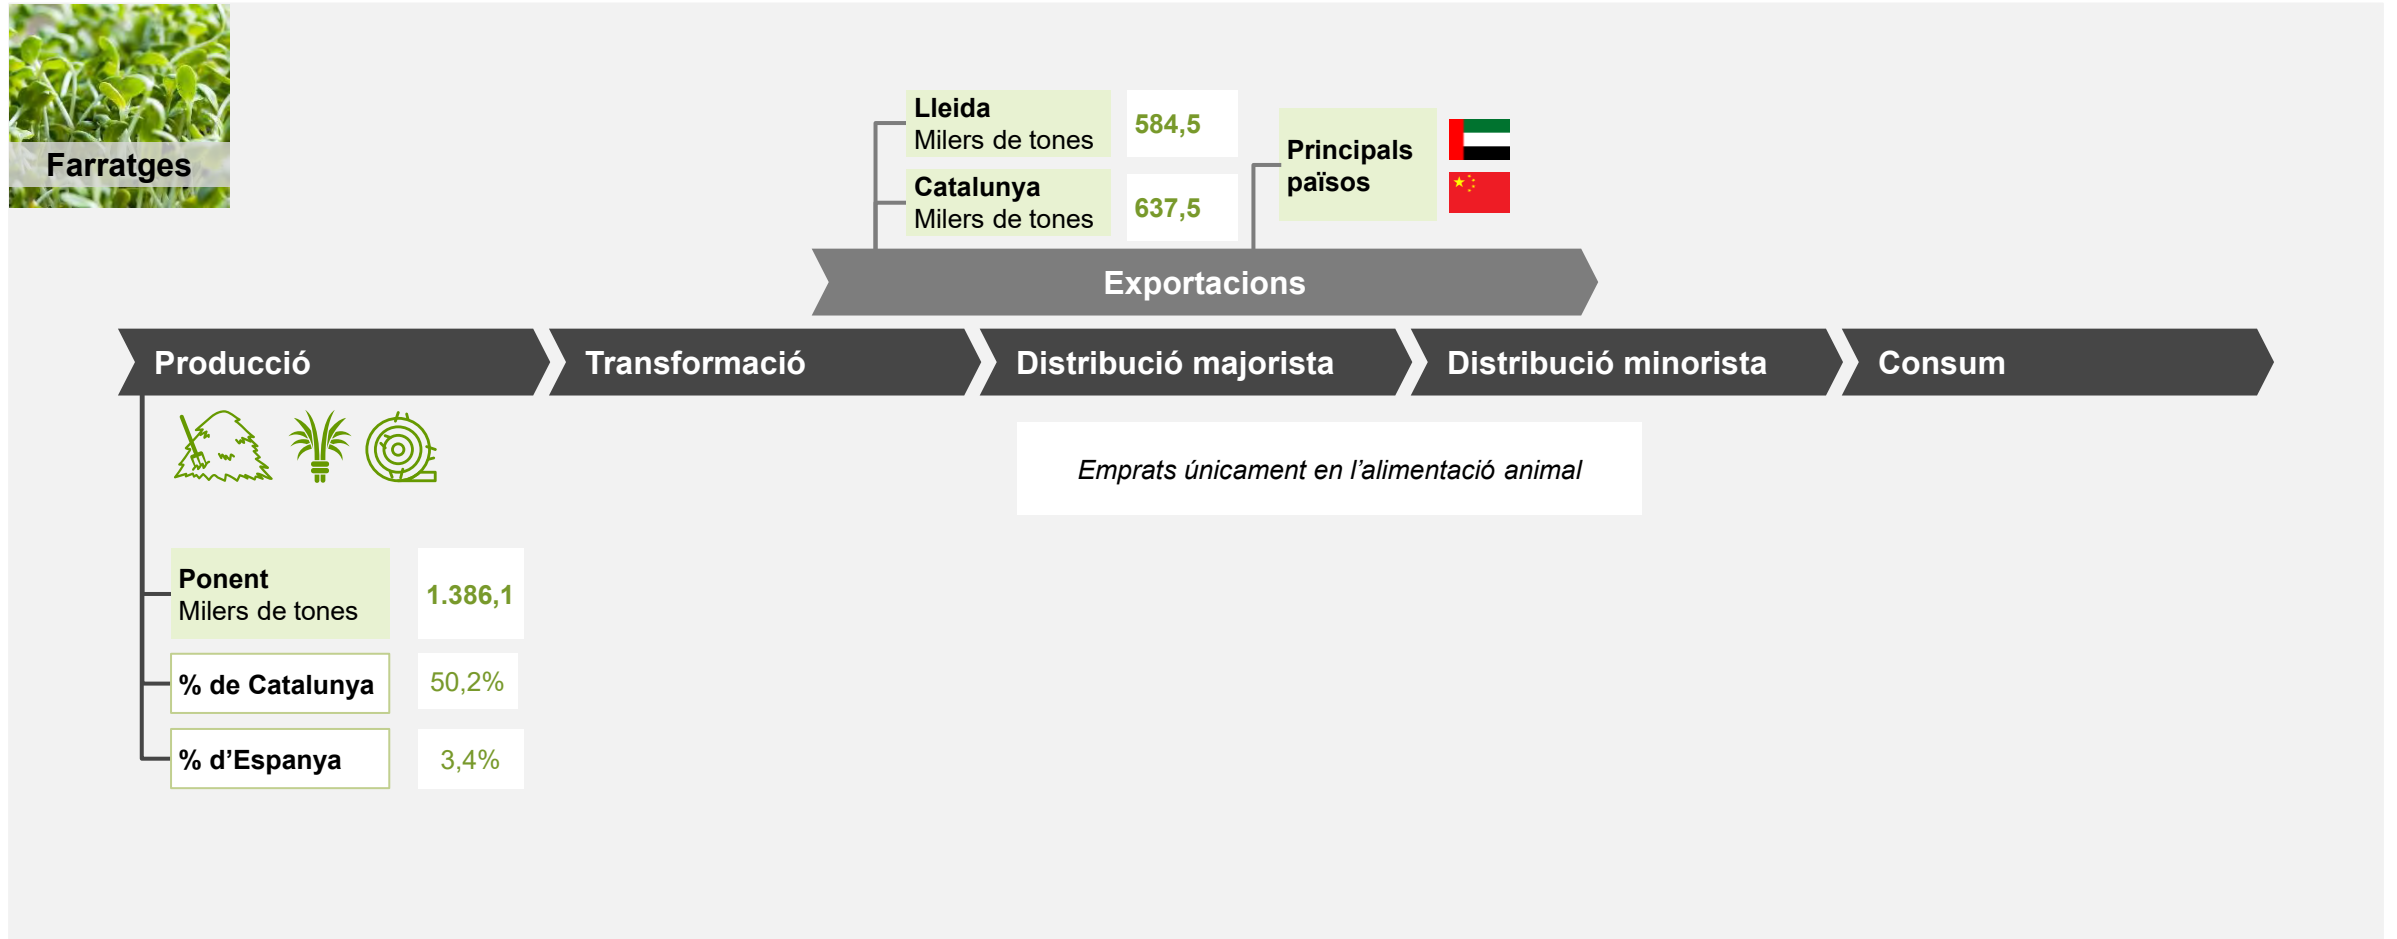 Farratges
Lleida
Milers de tones
584,5
Catalunya
Milers de tones
637,5
Principals
països
Exportacions
Producció
Transformació
Distribució majorista
Distribució minorista
Consum
Emprats únicament en l’alimentació animal
Ponent
Milers de tones
1.386,1
% de Catalunya
50,2%
% d’Espanya
3,4%